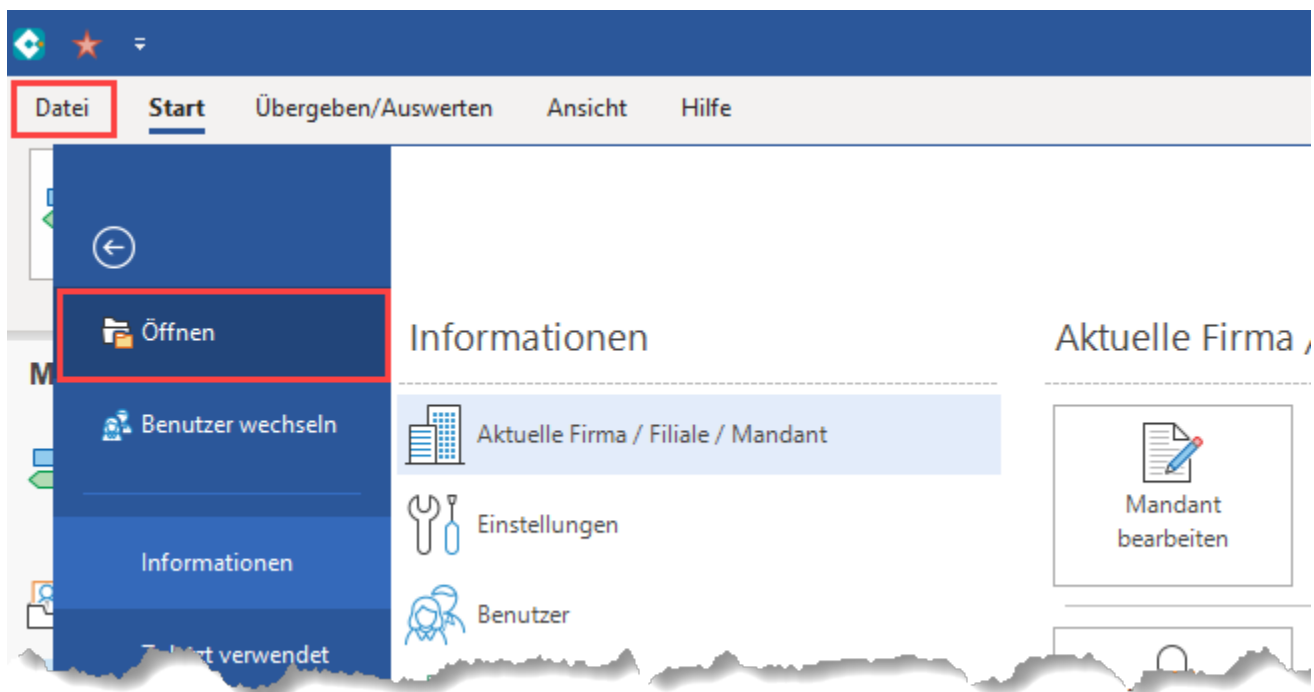 Datei Start Übergeben/Auswerten Ansicht Hilfe
Öffnen
Benutzer wechseln
Informationen
verwendet
Informationen
Aktuelle Firma / Filiale / Mandant
Einstellungen
Benutzer
Aktuelle Firma /
Mandant
bearbeiten
M